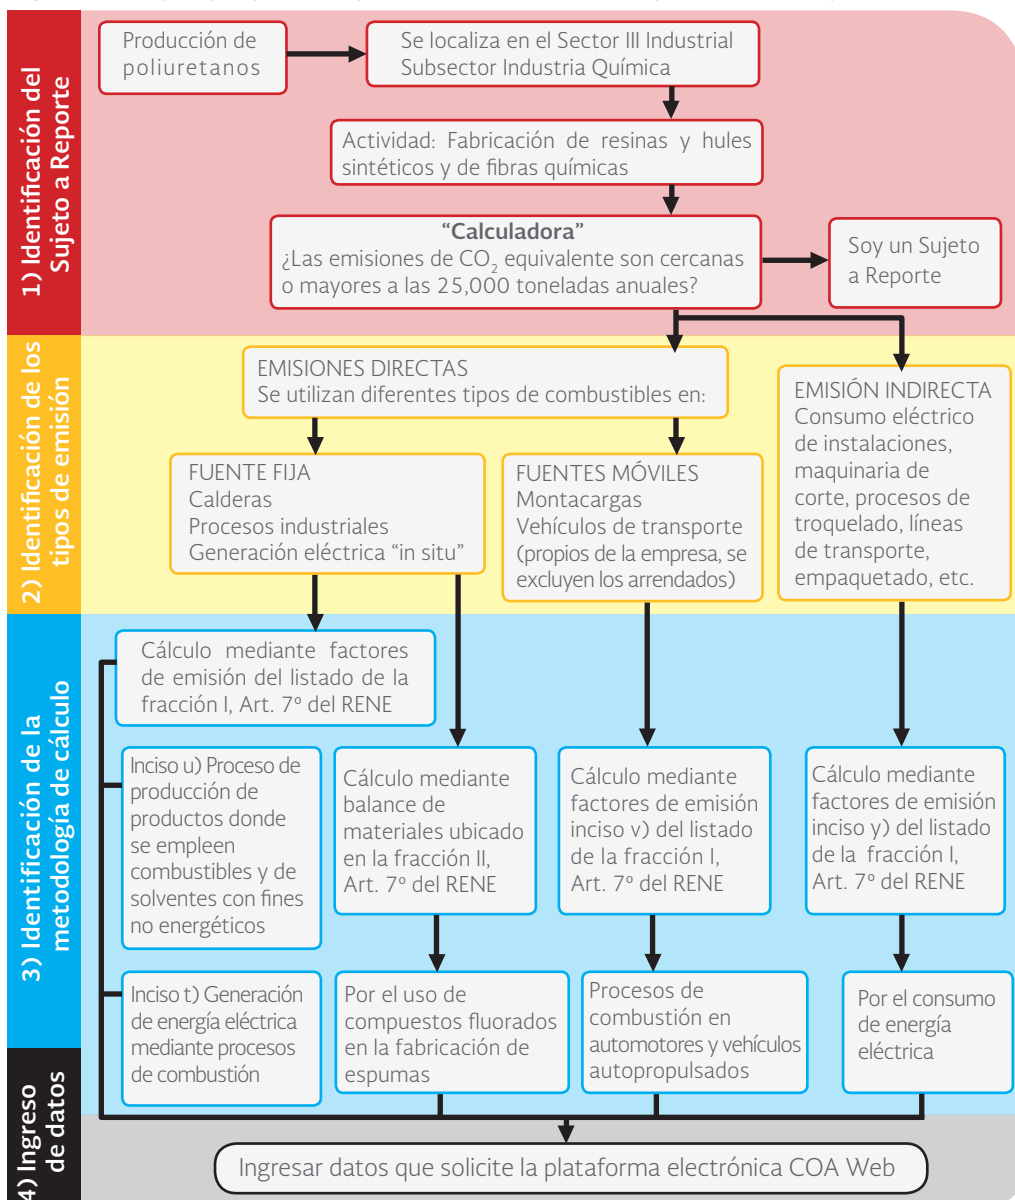 1) Identificación del
Sujeto a Reporte
Producción de
poliuretanos
Se localiza en el Sector III Industrial
Subsector Industria Química
Actividad: Fabricación de resinas y hules
sintéticos y de fibras químicas
“Calculadora”
¿Las emisiones de CO2 equivalente son cercanas
o mayores a las 25,000 toneladas anuales?
Soy un Sujeto
a Reporte
2) Identificación de los
tipos de emisión
EMISIONES DIRECTAS
Se utilizan diferentes tipos de combustibles en:
EMISIÓN INDIRECTA
Consumo eléctrico
de instalaciones,
maquinaria de
corte, procesos de
troquelado, líneas
de transporte,
empaquetado, etc.
FUENTE FIJA
Calderas
Procesos industriales
Generación eléctrica “in situ”
FUENTES MÓVILES
Montacargas
Vehículos de transporte
(propios de la empresa, se
excluyen los arrendados)
3) Identificación de la
metodología de cálculo
Cálculo mediante factores
de emisión del listado de la
fracción I, Art. 7º del RENE
Inciso u) Proceso de
producción de
productos donde
se empleen
combustibles y de
solventes con fines
no energéticos
Cálculo mediante
balance de
materiales ubicado
en la fracción II,
Art. 7º del RENE
Cálculo mediante
factores de emisión
inciso v) del listado
de la fracción I,
Art. 7º del RENE
Cálculo mediante
factores de emisión
inciso y) del listado
de la fracción I,
Art. 7º del RENE
Inciso t) Generación
de energía eléctrica
mediante procesos
de combustión
Por el uso de
compuestos fluorados
en la fabricación de
espumas
Procesos de
combustión en
automotores y vehículos
autopropulsados
Por el consumo
de energía
eléctrica
4) Ingreso
de datos
Ingresar datos que solicite la plataforma electrónica COA Web